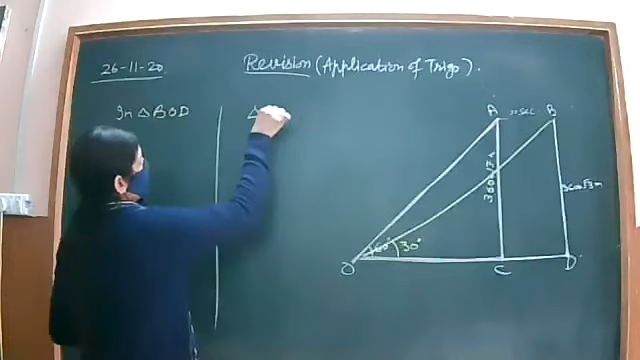 26-11-20
Revision (Application of Trigo).
In △BOD
△
A
B
60°
30°
O
C
D